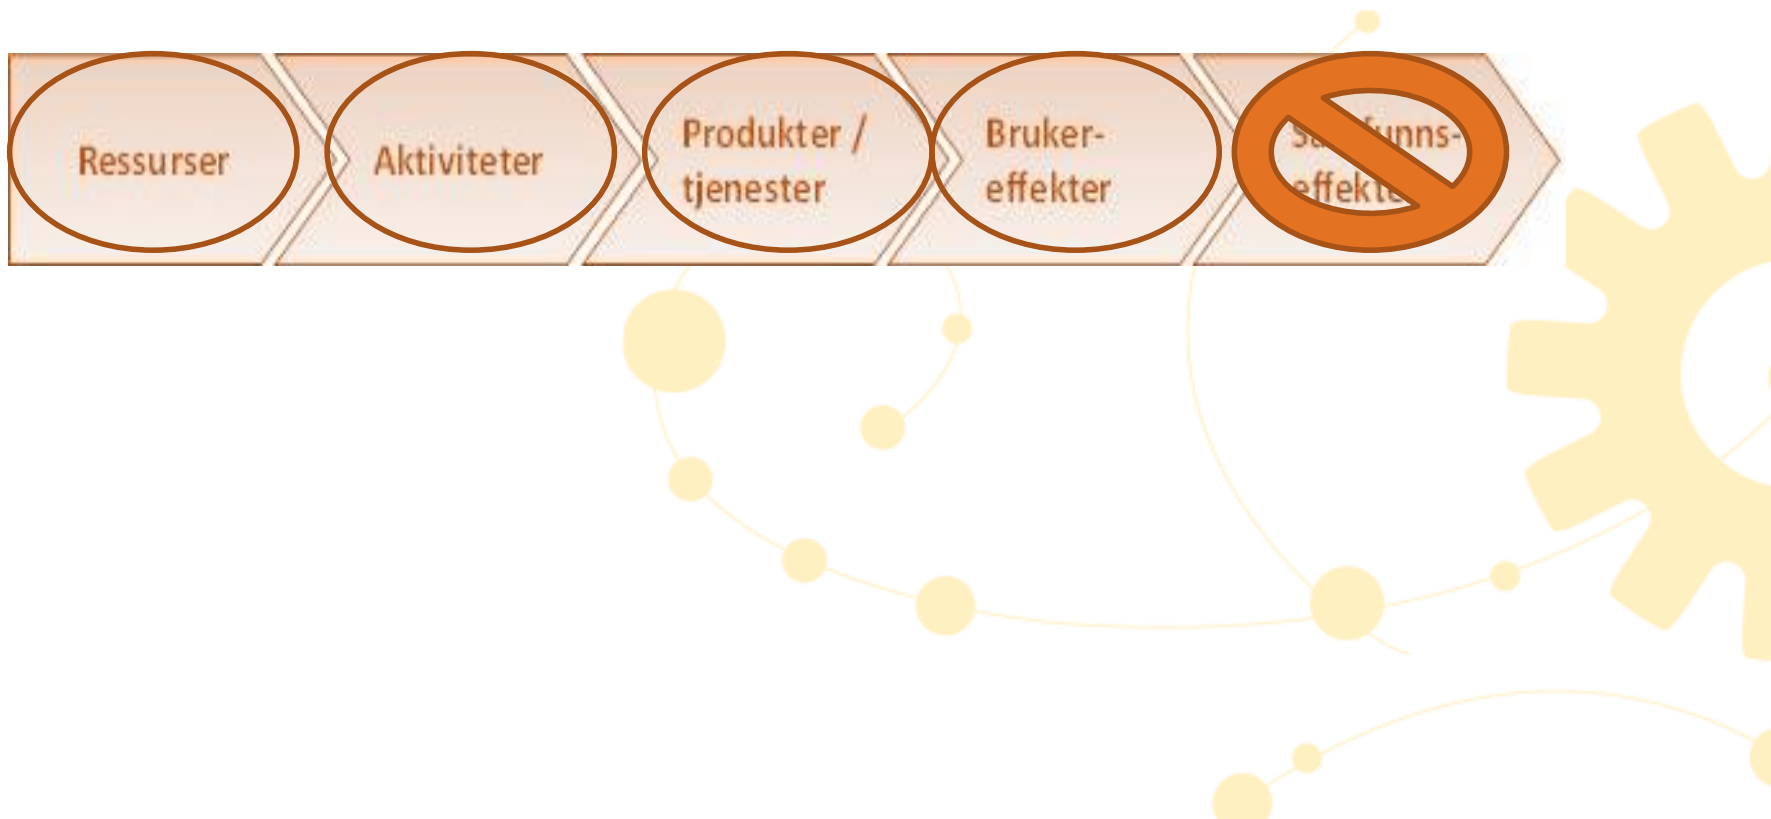 Ressurser
Aktiviteter
Produkter /
tjenester
Bruker-
effekter